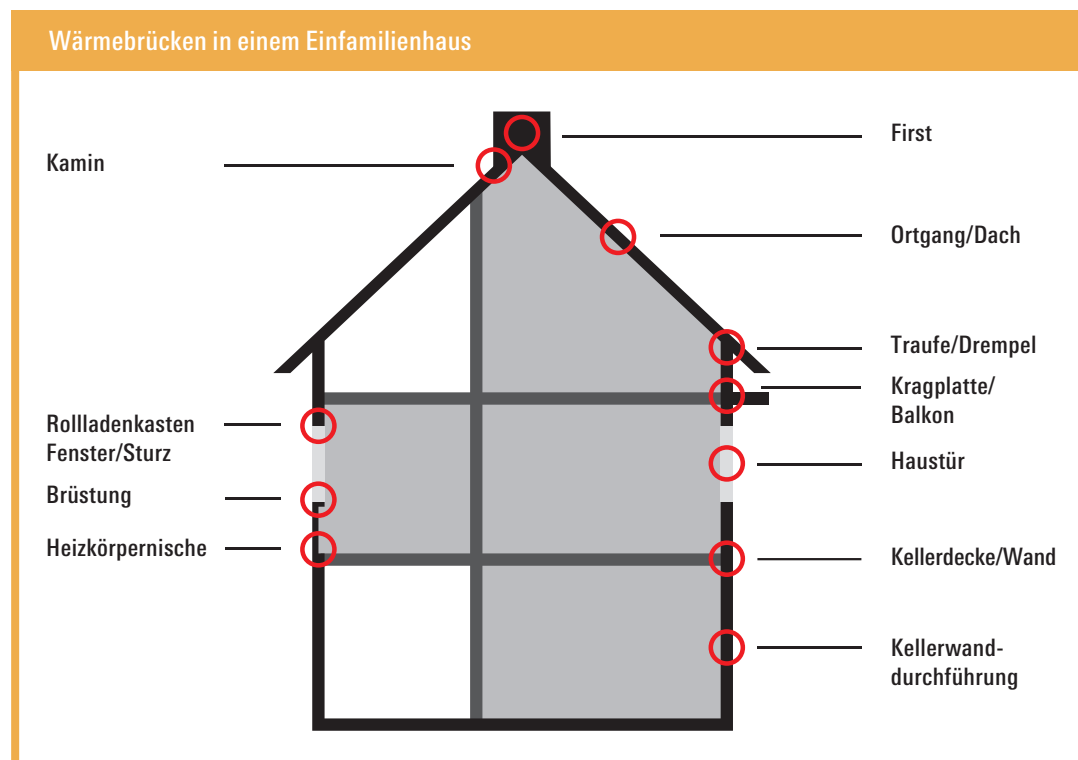 Wärmebrücken in einem Einfamilienhaus
Kamin
Rollladenkasten
Fenster/Sturz
Brüstung
Heizkörpernische
First
Ortgang/Dach
Traufe/Drempel
Kragplatte/
Balkon
Haustür
Kellerdecke/Wand
Kellerwand-
durchführung